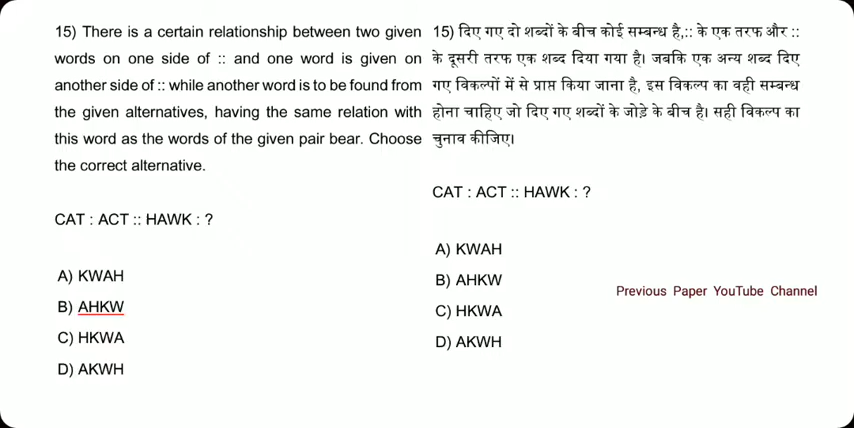 15) There is a certain relationship between two given
words on one side of :: and one word is given on
another side of :: while another word is to be found from
the given alternatives, having the same relation with
this word as the words of the given pair bear. Choose
the correct alternative.
CAT : ACT :: HAWK : ?
A) KWAH
B) AHKW
C) HKWA
D) AKWH
15) दिए गए दो शब्दों के बीच कोई सम्बन्ध है,:: के एक तरफ और ::
के दूसरी तरफ एक शब्द दिया गया है। जबकि एक अन्य शब्द दिए
गए विकल्पों में से प्राप्त किया जाना है, इस विकल्प का वही सम्बन्ध
होना चाहिए जो दिए गए शब्दों के जोड़े के बीच है। सही विकल्प का
चुनाव कीजिए।
CAT : ACT :: HAWK : ?
A) KWAH
B) AHKW
C) HKWA
D) AKWH
Previous Paper YouTube Channel